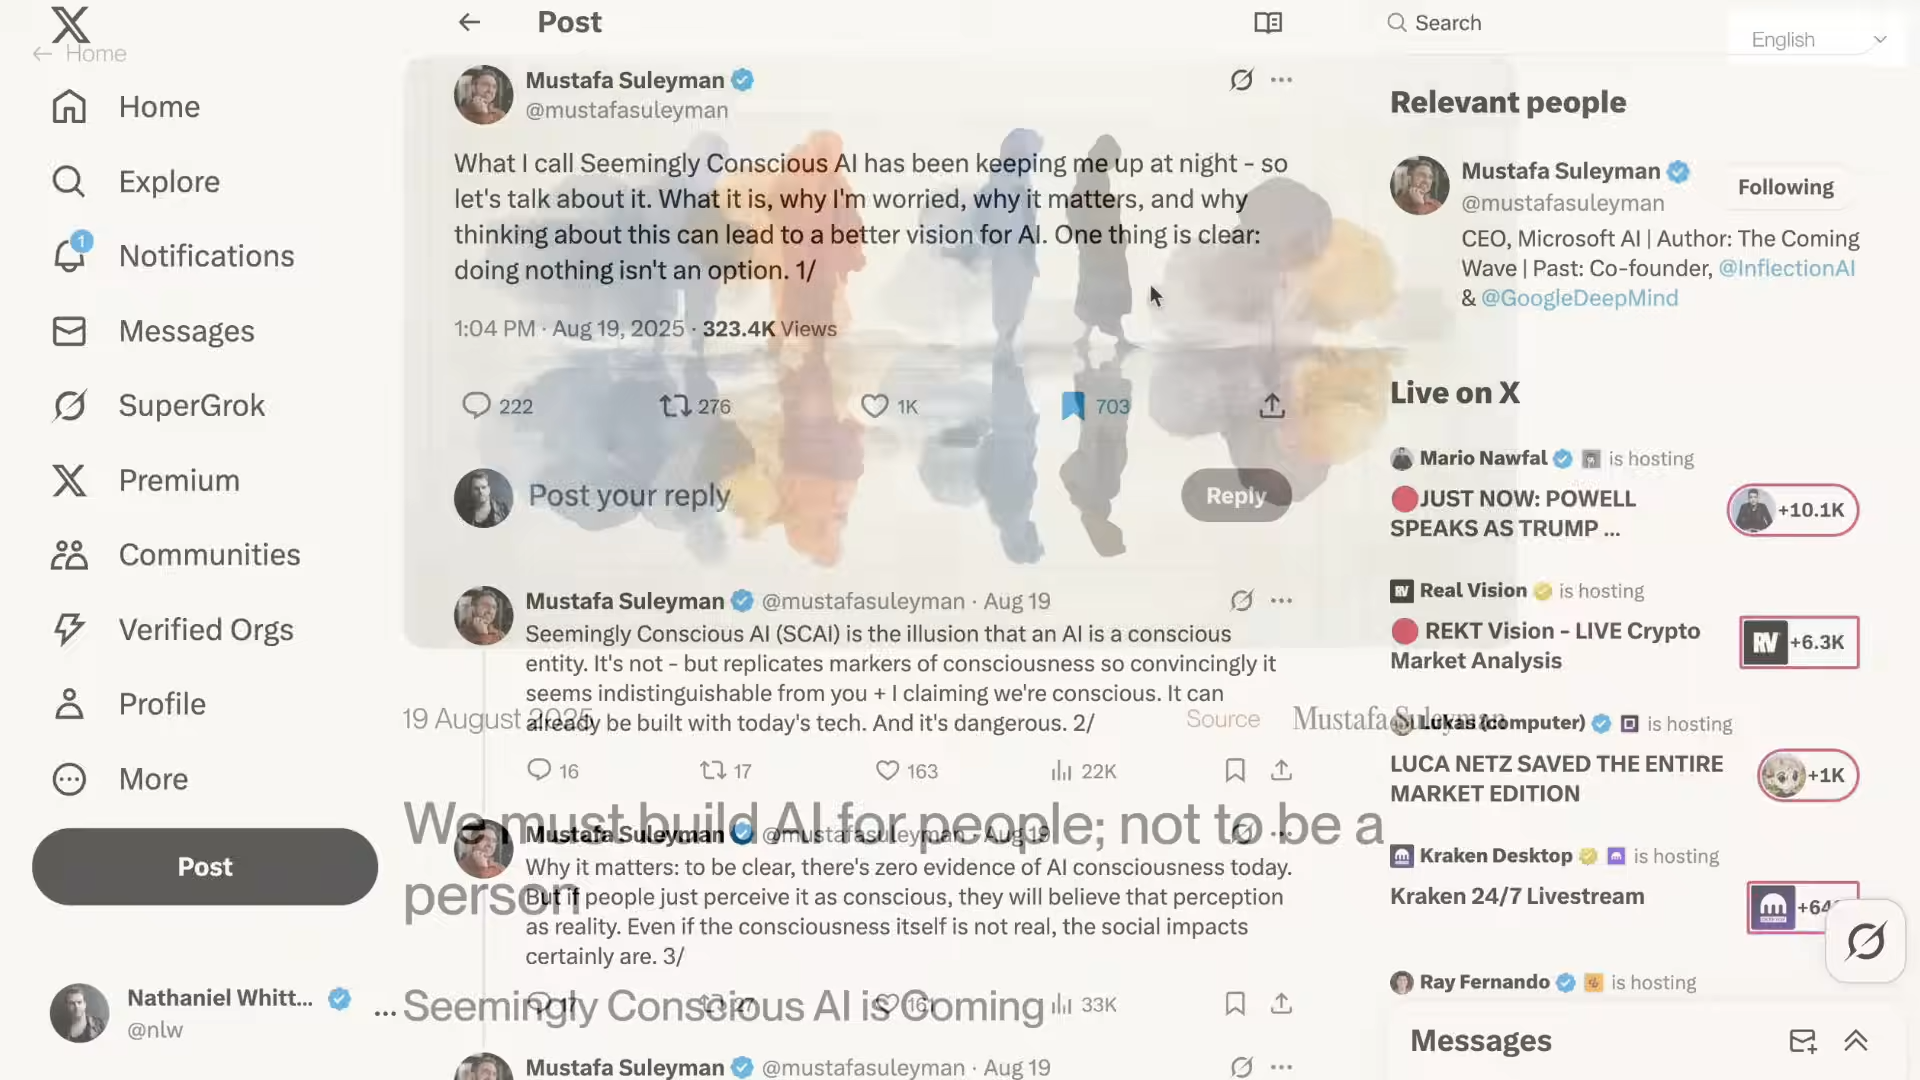 Home
Home
Explore
1
Notifications
Messages
SuperGrok
Premium
Communities
Verified Orgs
Profile
More
Post
Nathaniel Whitt...
@nlw
...
Post
Mustafa Suleyman
@mustafasuleyman
What I call Seemingly Conscious AI has been keeping me up at night - so
let's talk about it. What it is, why I'm worried, why it matters, and why
thinking about this can lead to a better vision for AI. One thing is clear:
doing nothing isn't an option. 1/
1:04 PM · Aug 19, 2025 · 323.4K Views
222 276 1K 703
Post your reply
Reply
Mustafa Suleyman @mustafasuleyman · Aug 19
Seemingly Conscious AI (SCAI) is the illusion that an AI is a conscious
entity. It's not - but replicates markers of consciousness so convincingly it
seems indistinguishable from you + I claiming we're conscious. It can
already be built with today's tech. And it's dangerous. 2/
19 August 2025
Source Mustafa Suleyman
16 17 163 22K
We must build AI for people; not to be a
person
Mustafa Suleyman @mustafasuleyman · Aug 19
Why it matters: to be clear, there's zero evidence of AI consciousness today.
But if people just perceive it as conscious, they will believe that perception
as reality. Even if the consciousness itself is not real, the social impacts
certainly are. 3/
17 27 161 33K
Seemingly Conscious AI is Coming
Mustafa Suleyman @mustafasuleyman · Aug 19
Search
English
Relevant people
Mustafa Suleyman
@mustafasuleyman
Following
CEO, Microsoft AI | Author: The Coming
Wave | Past: Co-founder, @InflectionAI
& @GoogleDeepMind
Live on X
Mario Nawfal is hosting
JUST NOW: POWELL
SPEAKS AS TRUMP ...
+10.1K
RV Real Vision is hosting
REKT Vision - LIVE Crypto
Market Analysis
RV +6.3K
Lukas (computer) is hosting
LUCA NETZ SAVED THE ENTIRE
MARKET EDITION
+1K
Kraken Desktop is hosting
Kraken 24/7 Livestream
Ray Fernando is hosting
Messages